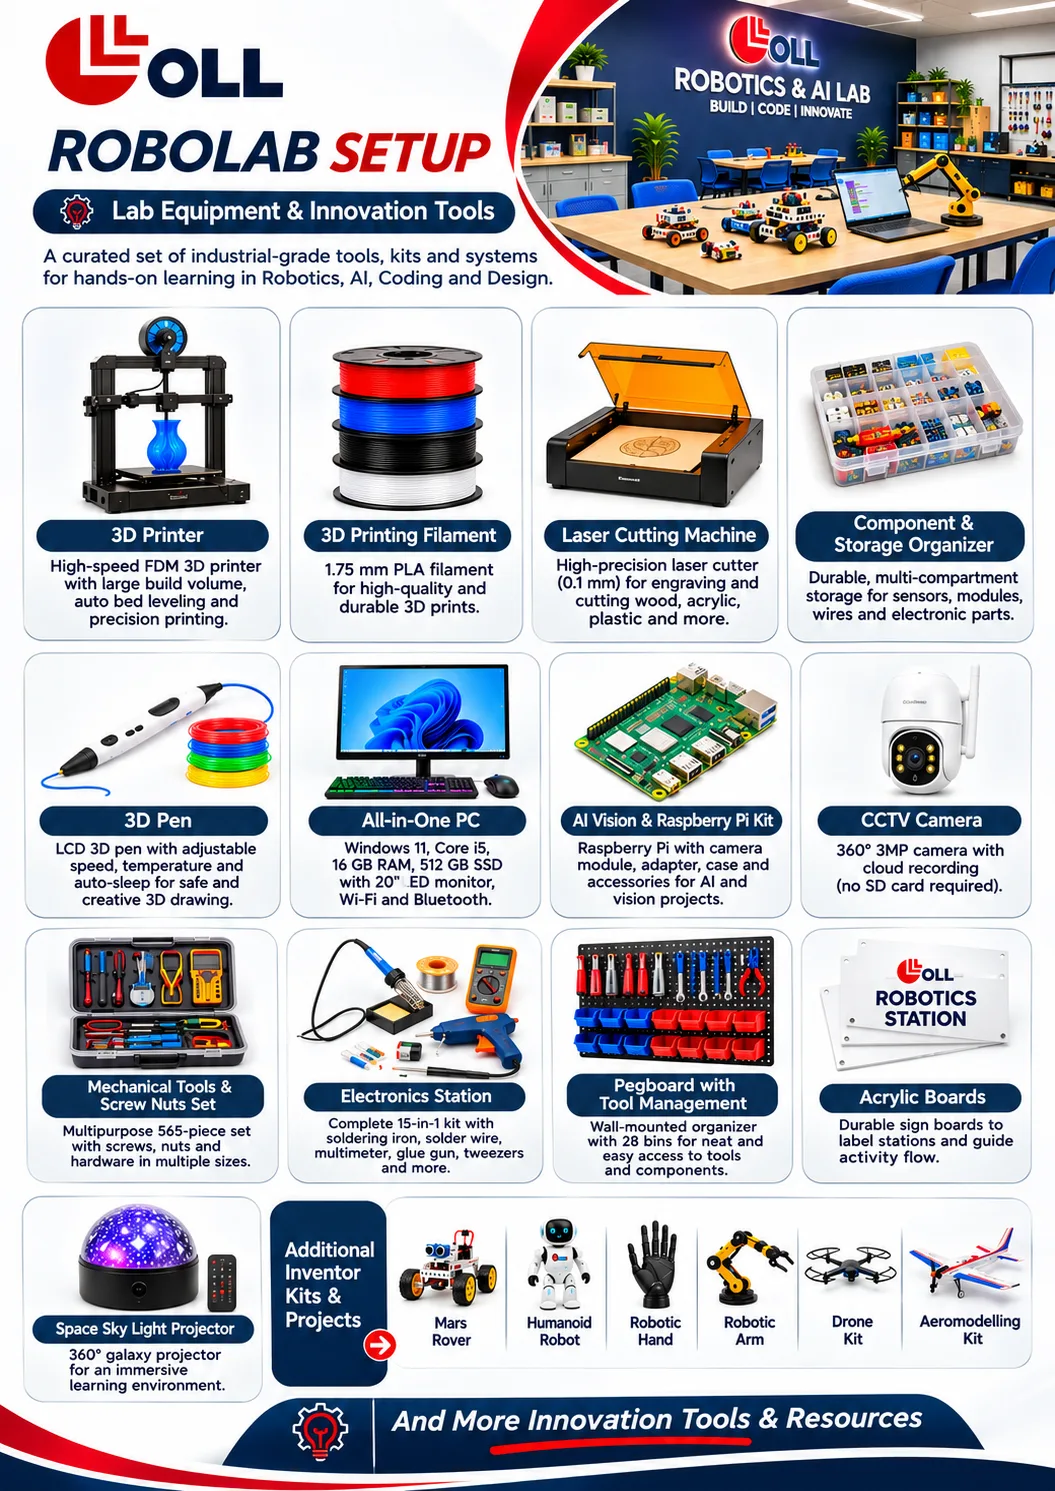 OLL
ROBOLAB SETUP
Lab Equipment & Innovation Tools
A curated set of industrial-grade tools, kits and systems
for hands-on learning in Robotics, AI, Coding and Design.
OLL
ROBOTICS & AI LAB
BUILD | CODE | INNOVATE
3D Printer
High-speed FDM 3D printer
with large build volume,
auto bed leveling and
precision printing.
3D Printing Filament
1.75 mm PLA filament
for high-quality and
durable 3D prints.
Laser Cutting Machine
High-precision laser cutter
(0.1 mm) for engraving and
cutting wood, acrylic,
plastic and more.
Component &
Storage Organizer
Durable, multi-compartment
storage for sensors, modules,
wires and electronic parts.
3D Pen
LCD 3D pen with adjustable
speed, temperature and
auto-sleep for safe and
creative 3D drawing.
All-in-One PC
Windows 11, Core i5,
16 GB RAM, 512 GB SSD
with 20" LED monitor,
Wi-Fi and Bluetooth.
AI Vision & Raspberry Pi Kit
Raspberry Pi with camera
module, adapter, case and
accessories for AI and
vision projects.
CCTV Camera
360° 3MP camera with
cloud recording
(no SD card required).
Mechanical Tools &
Screw Nuts Set
Multipurpose 565-piece set
with screws, nuts and
hardware in multiple sizes.
Electronics Station
Complete 15-in-1 kit with
soldering iron, solder wire,
multimeter, glue gun, tweezers
and more.
Pegboard with
Tool Management
Wall-mounted organizer
with 28 bins for neat and
easy access to tools
and components.
OLL
ROBOTICS
STATION
Acrylic Boards
Durable sign boards to
label stations and guide
activity flow.
Space Sky Light Projector
360° galaxy projector
for an immersive
learning environment.
Additional
Inventor
Kits &
Projects
Mars
Rover
Humanoid
Robot
Robotic
Hand
Robotic
Arm
Drone
Kit
Aeromodelling
Kit
And More Innovation Tools & Resources